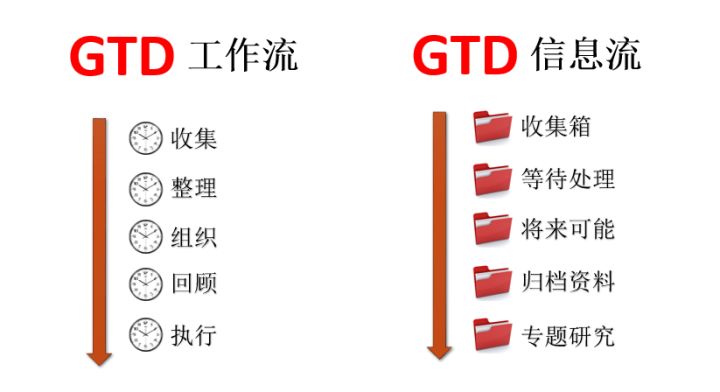 GTD 工作流
收集
整理
组织
回顾
执行
GTD 信息流
收集箱
等待处理
将来可能
归档资料
专题研究